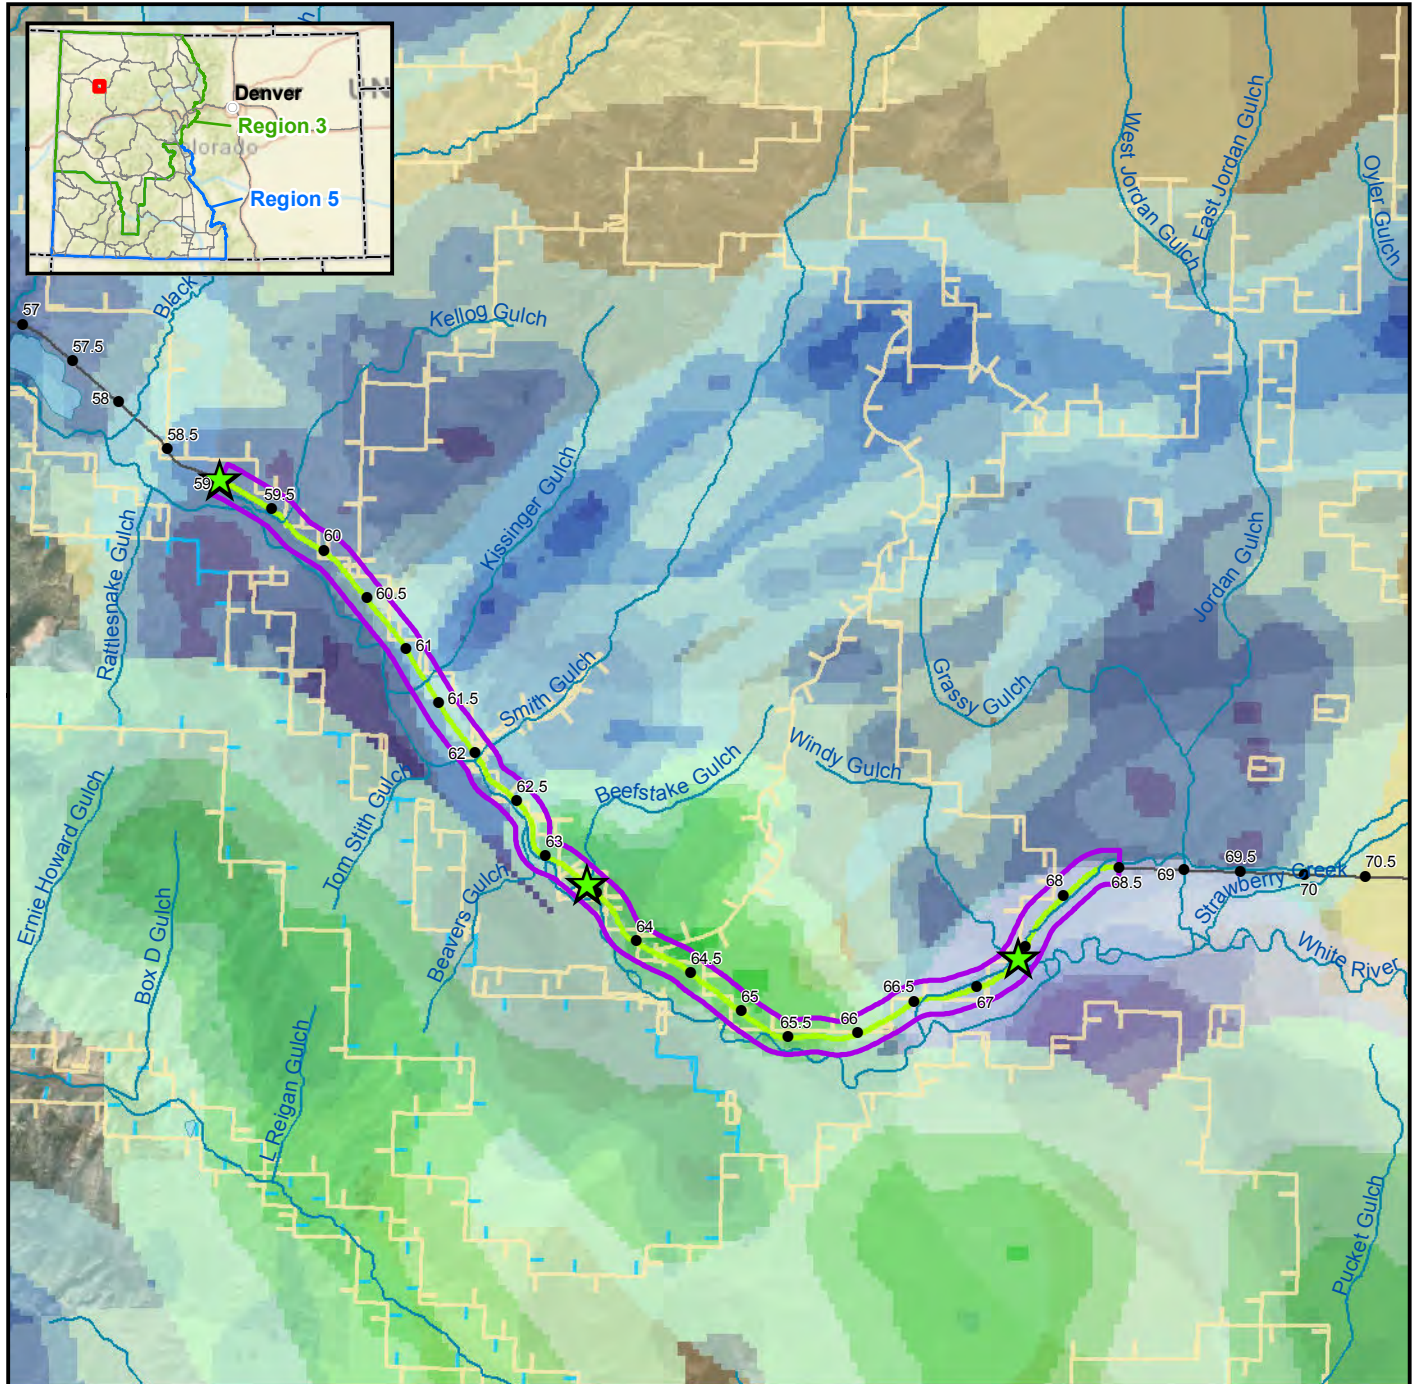 Denver
UN
Region 3
Colorado
Region 5
Black
Kellog Gulch
West Jordan Gulch
East Jordan Gulch
Oyler Gulch
57
57.5
58
58.5
59
59.5
60
60.5
61
61.5
62
62.5
63
64
64.5
65
65.5
66
66.5
67
68
68.5
69
69.5
70
70.5
Rattlesnake Gulch
Kissinger Gulch
Smith Gulch
Jordan Gulch
Grassy Gulch
Windy Gulch
Beefstake Gulch
Tom Stith Gulch
Ernie Howard Gulch
Box D Gulch
Beavers Gulch
L Reigan Gulch
Strawberry Creek
White River
Pucket Gulch